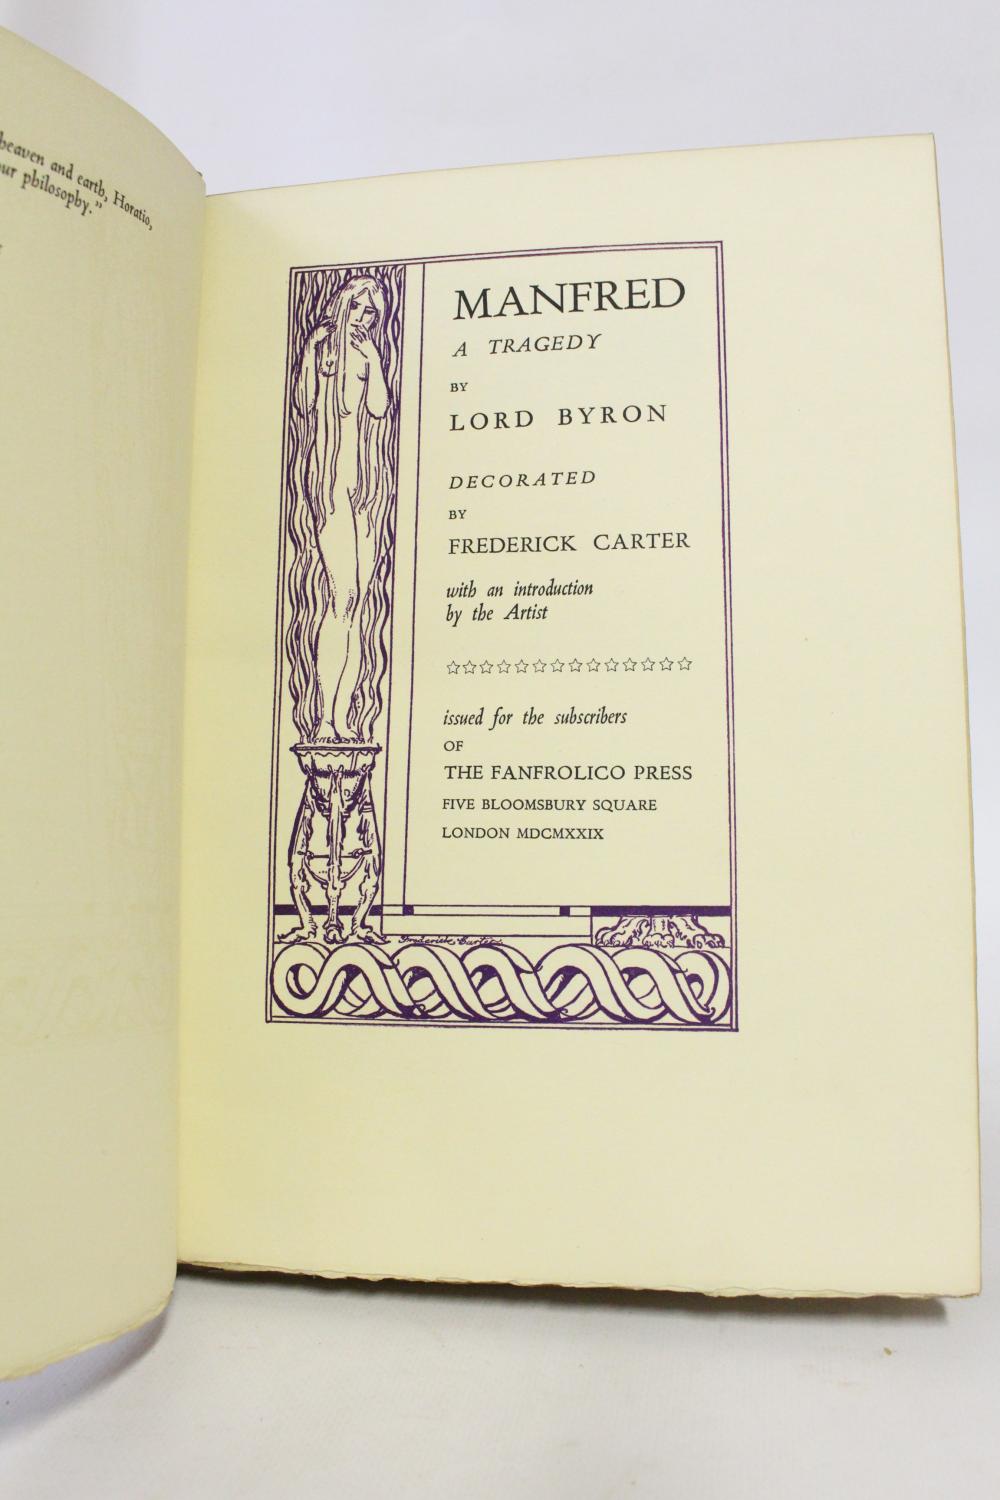 heaven and earth, Horatio,
philosophy."
MANFRED
A TRAGEDY
BY
LORD BYRON
DECORATED
BY
FREDERICK CARTER
with an introduction
by the Artist
☆☆☆☆☆☆☆☆☆☆☆☆☆☆
issued for the subscribers
OF
THE FANFROLICO PRESS
FIVE BLOOMSBURY SQUARE
LONDON MDCMXXIX
Frederick Carter